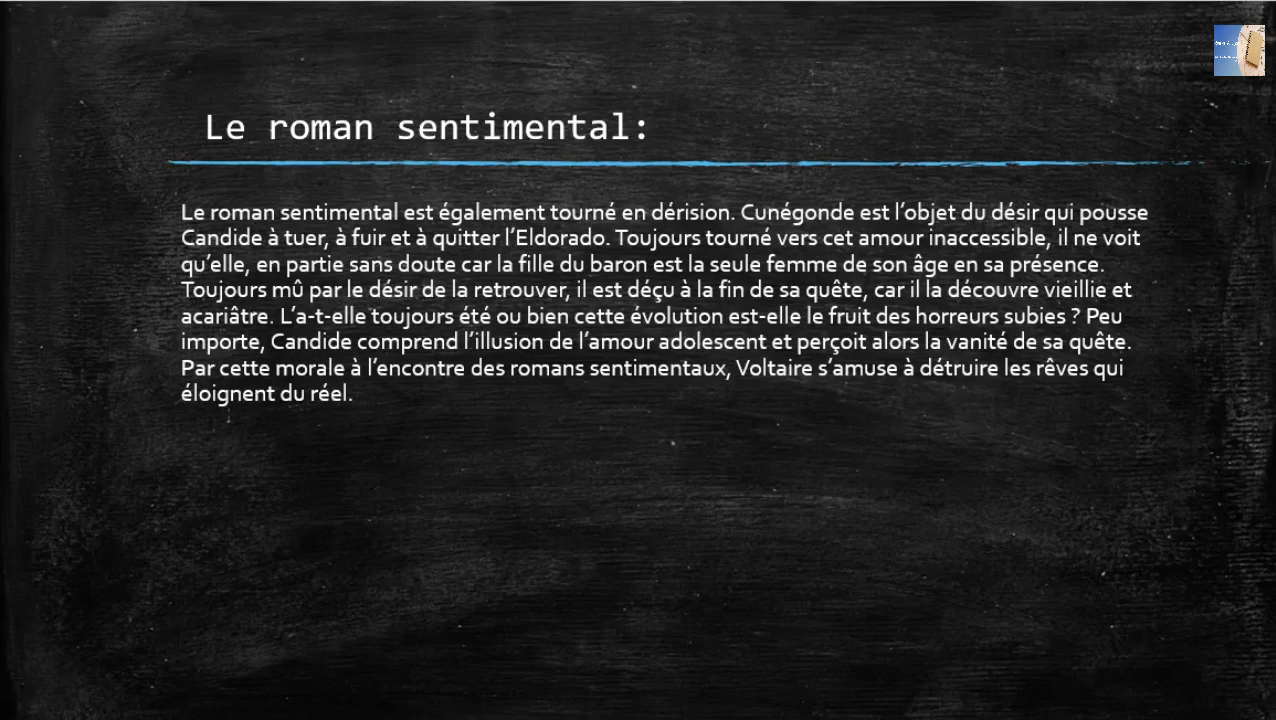 Le roman sentimental:
Le roman sentimental est également tourné en dérision. Cunégonde est l’objet du désir qui pousse
Candide à tuer, à fuir et à quitter l’Eldorado. Toujours tourné vers cet amour inaccessible, il ne voit
qu’elle, en partie sans doute car la fille du baron est la seule femme de son âge en sa présence.
Toujours mû par le désir de la retrouver, il est déçu à la fin de sa quête, car il la découvre vieillie et
acariâtre. L’a-t-elle toujours été ou bien cette évolution est-elle le fruit des horreurs subies ? Peu
importe, Candide comprend l’illusion de l’amour adolescent et perçoit alors la vanité de sa quête.
Par cette morale à l’encontre des romans sentimentaux, Voltaire s’amuse à détruire les rêves qui
éloignent du réel.